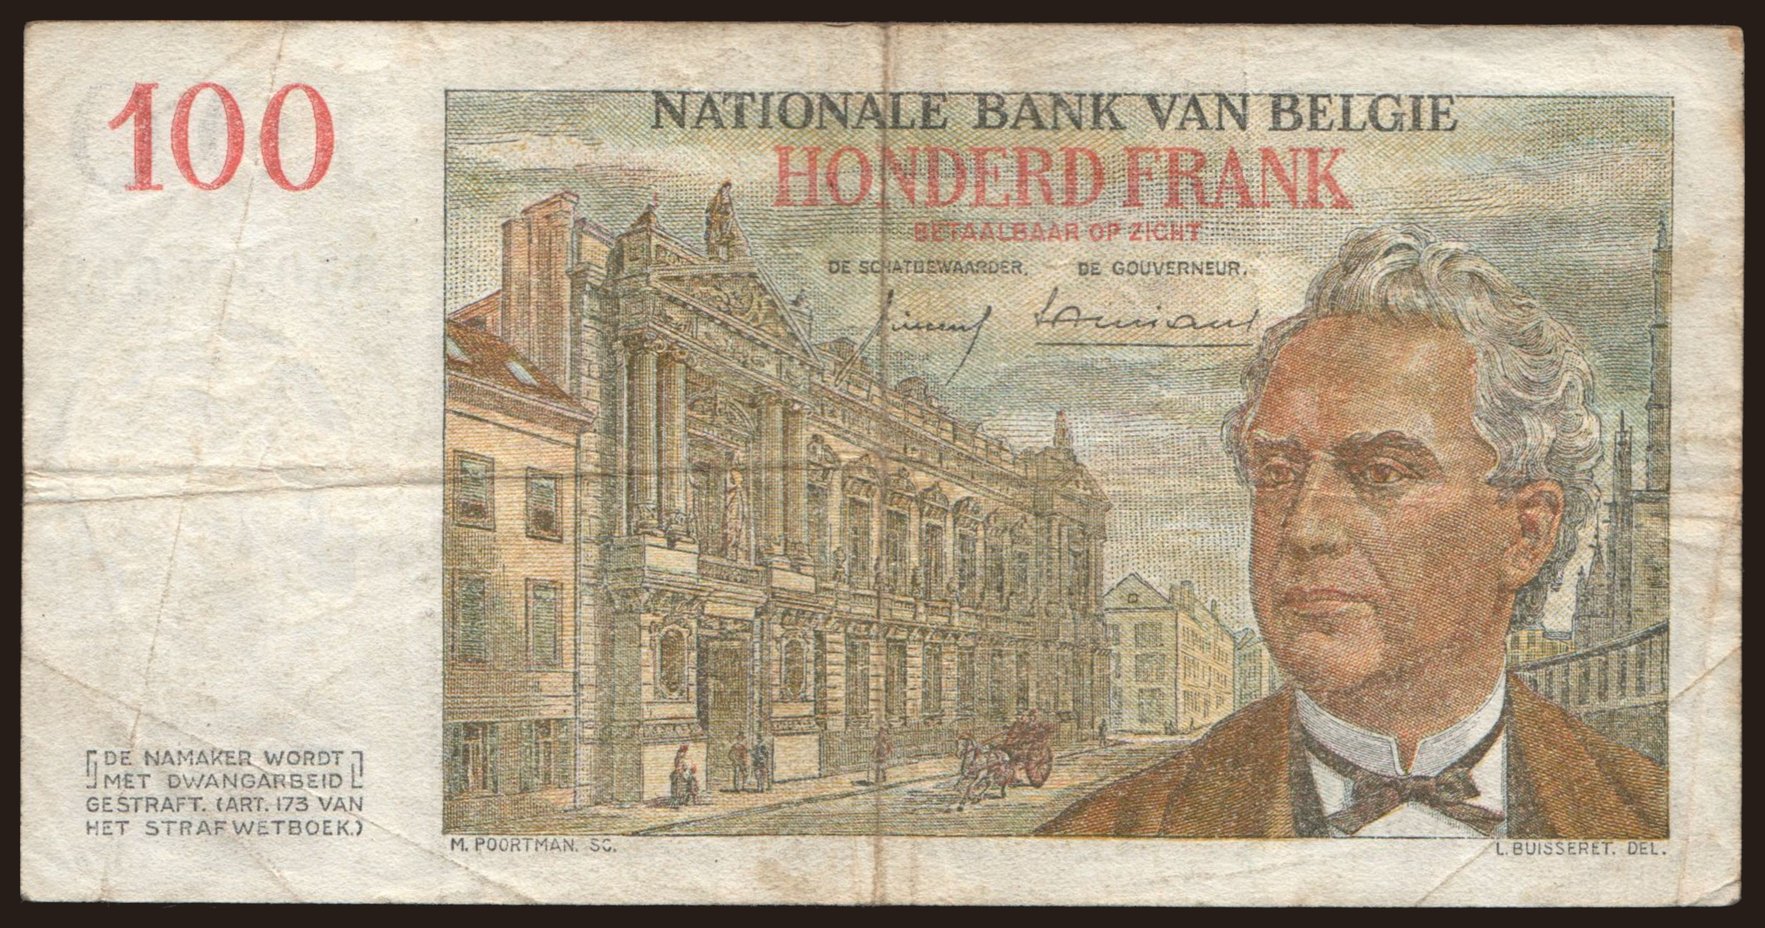 100
NATIONALE BANK VAN BELGIE
HONDERD FRANK
BETAALBAAR OP ZICHT
DE SCHATBEWAARDER, DE GOUVERNEUR,
DE NAMAKER WORDT
MET DWANGARBEID
GESTRAFT. (ART. 173 VAN
HET STRAFWETBOEK.)
M. POORTMAN. SC.
L. BUISSERET. DEL.